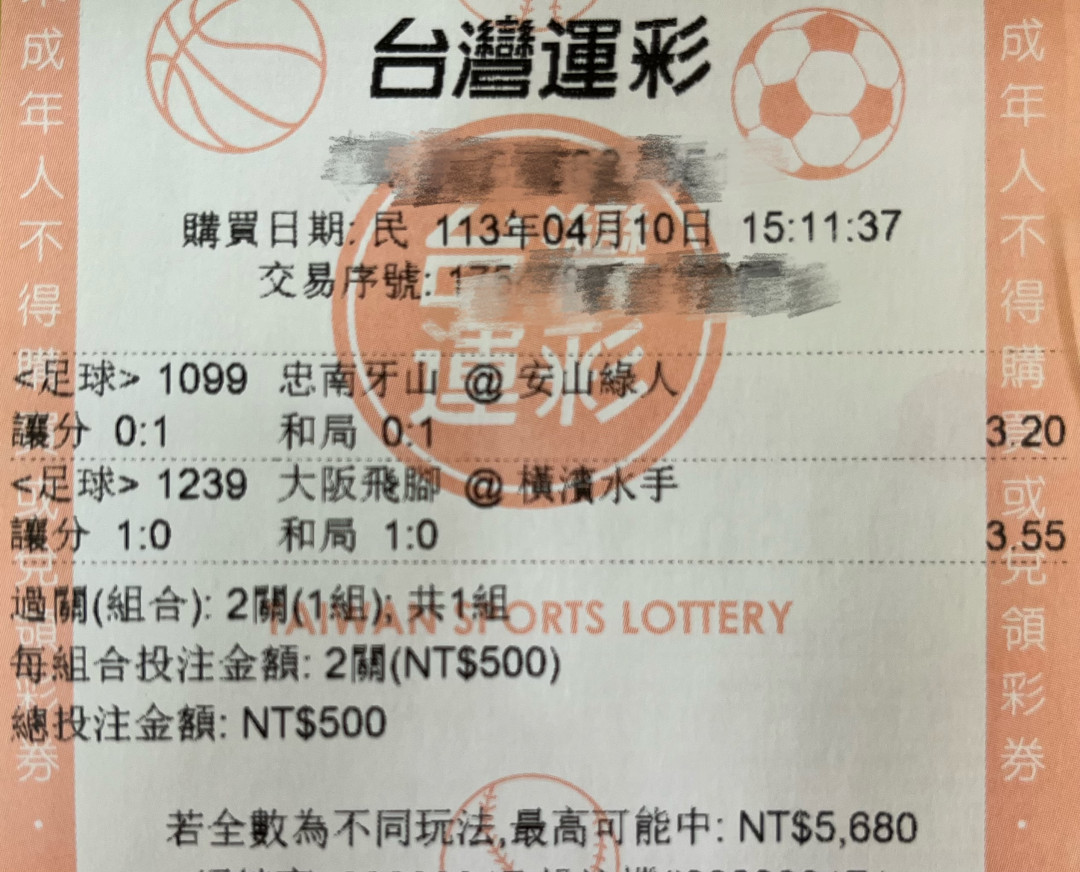 台灣運彩
購買日期: 民 113年04月10日 15:11:37
交易序號: 175
台灣
運彩
<足球> 1099 忠南牙山 @ 安山綠人
讓分 0:1 和局 0:1 3.20
<足球> 1239 大阪飛腳 @ 橫濱水手
讓分 1:0 和局 1:0 3.55
過關(組合): 2關(1組); 共1組
TAIWAN SPORTS LOTTERY
每組合投注金額: 2關(NT$500)
總投注金額: NT$500
若全數為不同玩法,最高可能中: NT$5,680
成年人不得購買或兌領彩券·
成年人不得購買或兌領彩券·